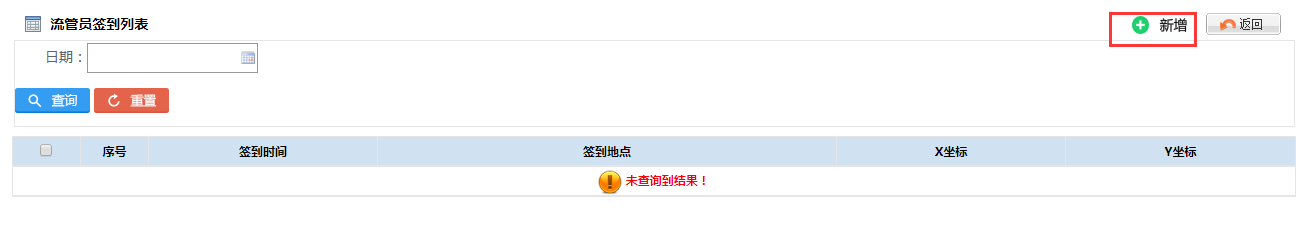 流管员签到列表 新增 返回
日期：
查询 重置
序号 签到时间 签到地点 X坐标 Y坐标
未查询到结果！